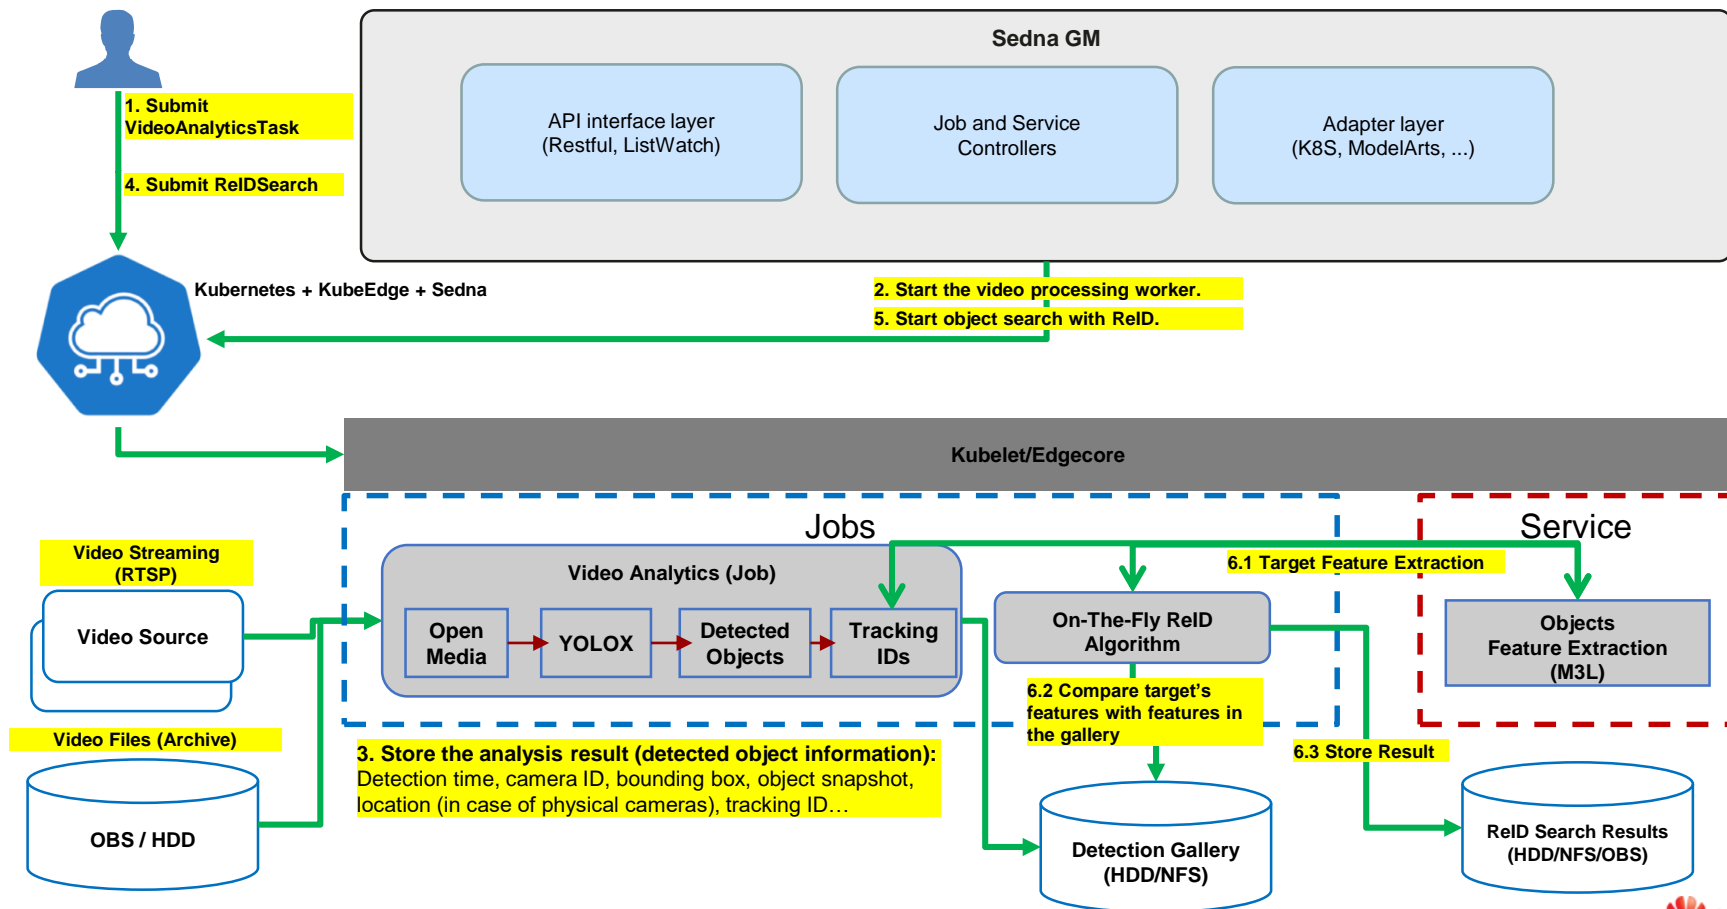 Sedna GM
API interface layer
(Restful, ListWatch)
Job and Service
Controllers
Adapter layer
(K8S, ModelArts, ...)
1. Submit
VideoAnalyticsTask
4. Submit ReIDSearch
Kubernetes + KubeEdge + Sedna
2. Start the video processing worker.
5. Start object search with ReID.
Kubelet/Edgecore
Jobs
Service
Video Streaming
(RTSP)
Video Source
Video Files (Archive)
OBS / HDD
Video Analytics (Job)
Open
Media
YOLOX
Detected
Objects
Tracking
IDs
On-The-Fly ReID
Algorithm
6.1 Target Feature Extraction
Objects
Feature Extraction
(M3L)
6.2 Compare target’s
features with features in
the gallery
6.3 Store Result
3. Store the analysis result (detected object information):
Detection time, camera ID, bounding box, object snapshot,
location (in case of physical cameras), tracking ID…
Detection Gallery
(HDD/NFS)
ReID Search Results
(HDD/NFS/OBS)